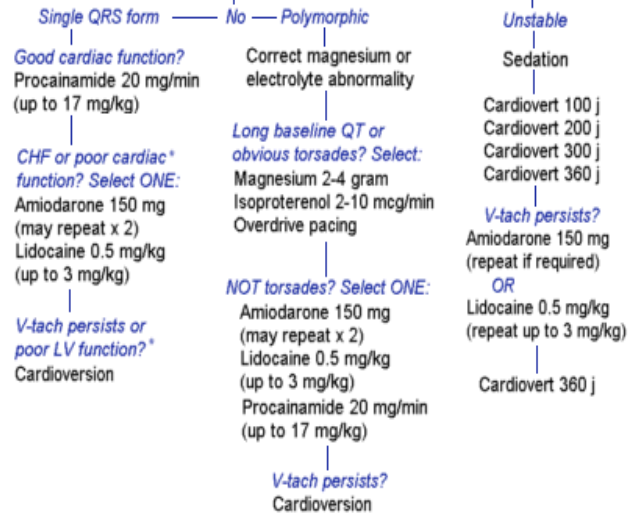 Single QRS form
No
Polymorphic
Good cardiac function?
Procainamide 20 mg/min
(up to 17 mg/kg)
CHF or poor cardiac*
function? Select ONE:
Amiodarone 150 mg
(may repeat x 2)
Lidocaine 0.5 mg/kg
(up to 3 mg/kg)
V-tach persists or
poor LV function?*
Cardioversion
Correct magnesium or
electrolyte abnormality
Long baseline QT or
obvious torsades? Select:
Magnesium 2-4 gram
Isoproterenol 2-10 mcg/min
Overdrive pacing
NOT torsades? Select ONE:
Amiodarone 150 mg
(may repeat x 2)
Lidocaine 0.5 mg/kg
(up to 3 mg/kg)
Procainamide 20 mg/min
(up to 17 mg/kg)
V-tach persists?
Cardioversion
Unstable
Sedation
Cardiovert 100 j
Cardiovert 200 j
Cardiovert 300 j
Cardiovert 360 j
V-tach persists?
Amiodarone 150 mg
(repeat if required)
OR
Lidocaine 0.5 mg/kg
(repeat up to 3 mg/kg)
Cardiovert 360 j